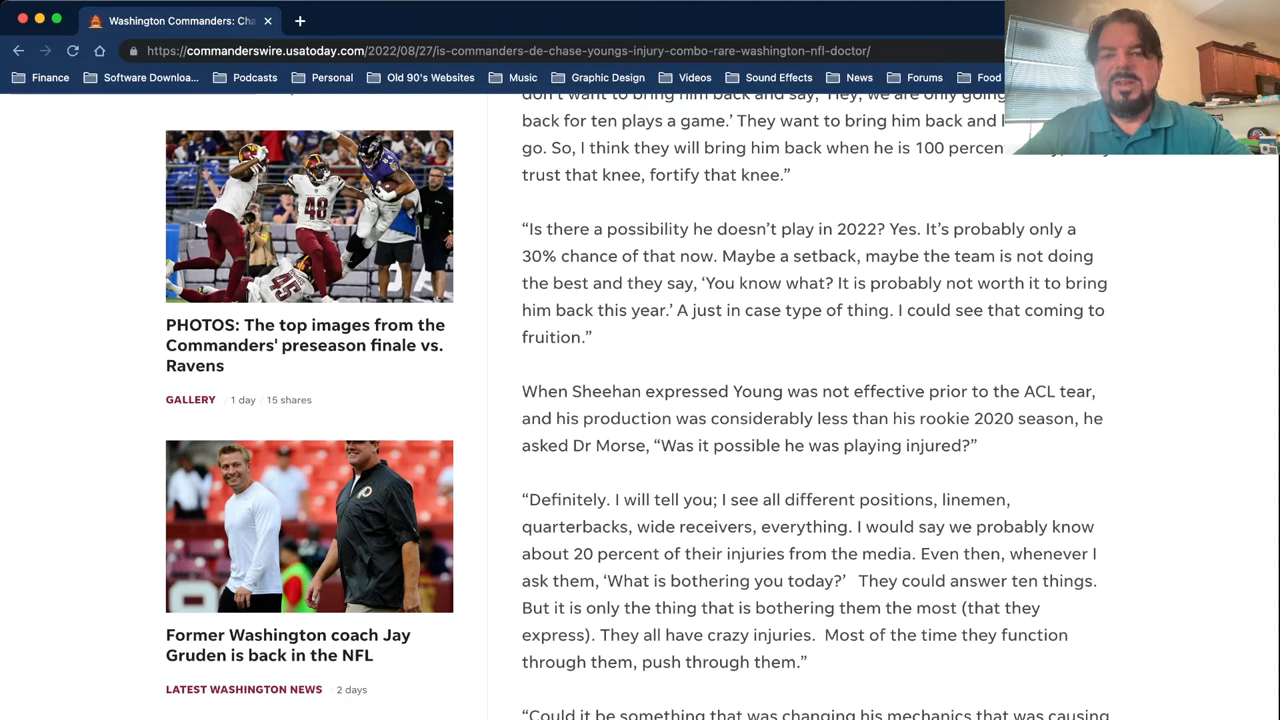 Washington Commanders: Cha
https://commanderswire.usatoday.com/2022/08/27/is-commanders-de-chase-youngs-injury-combo-rare-washington-nfl-doctor/
Finance
Software Downloa...
Podcasts
Personal
Old 90's Websites
Music
Graphic Design
Videos
Sound Effects
News
Forums
Food
don't want to bring him back and say, 'Hey, we are only going
back for ten plays a game.' They want to bring him back and
go. So, I think they will bring him back when he is 100 percen
trust that knee, fortify that knee.”
“Is there a possibility he doesn’t play in 2022? Yes. It’s probably only a
30% chance of that now. Maybe a setback, maybe the team is not doing
the best and they say, ‘You know what? It is probably not worth it to bring
him back this year.’ A just in case type of thing. I could see that coming to
fruition.”
When Sheehan expressed Young was not effective prior to the ACL tear,
and his production was considerably less than his rookie 2020 season, he
asked Dr Morse, “Was it possible he was playing injured?”
“Definitely. I will tell you; I see all different positions, linemen,
quarterbacks, wide receivers, everything. I would say we probably know
about 20 percent of their injuries from the media. Even then, whenever I
ask them, ‘What is bothering you today?’ They could answer ten things.
But it is only the thing that is bothering them the most (that they
express). They all have crazy injuries. Most of the time they function
through them, push through them.”
“Could it be something that was changing his mechanics that was causing
48
45
PHOTOS: The top images from the
Commanders' preseason finale vs.
Ravens
GALLERY / 1 day / 15 shares
Former Washington coach Jay
Gruden is back in the NFL
LATEST WASHINGTON NEWS / 2 days